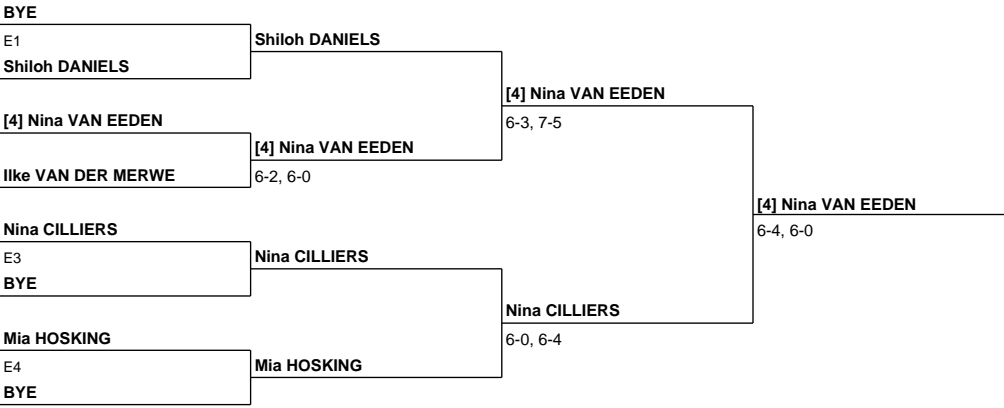 BYE
E1
Shiloh DANIELS
Shiloh DANIELS
[4] Nina VAN EEDEN
6-3, 7-5
[4] Nina VAN EEDEN
[4] Nina VAN EEDEN
Ilke VAN DER MERWE
6-2, 6-0
[4] Nina VAN EEDEN
6-4, 6-0
Nina CILLIERS
E3
Nina CILLIERS
BYE
Nina CILLIERS
6-0, 6-4
Mia HOSKING
E4
Mia HOSKING
BYE